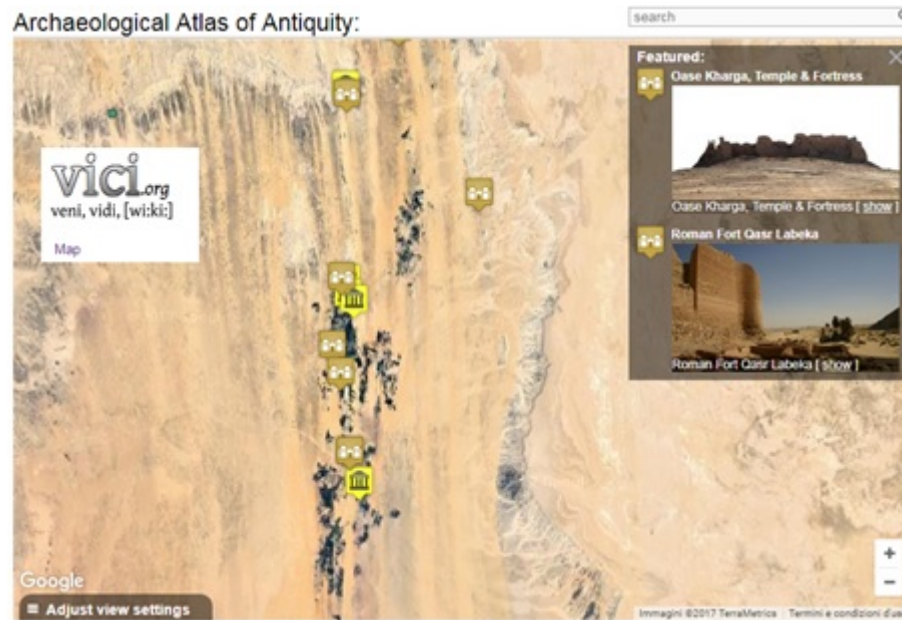 Archaeological Atlas of Antiquity:
search
Featured:
Oase Kharga, Temple & Fortress
Oase Kharga, Temple & Fortress [ show ]
Roman Fort Qasr Labeka
Roman Fort Qasr Labeka [ show ]
vici.org
veni, vidi, [wi:ki:]
Map
Google
Adjust view settings
Immagini ©2017 TerraMetrics
Termini e condizioni d'us